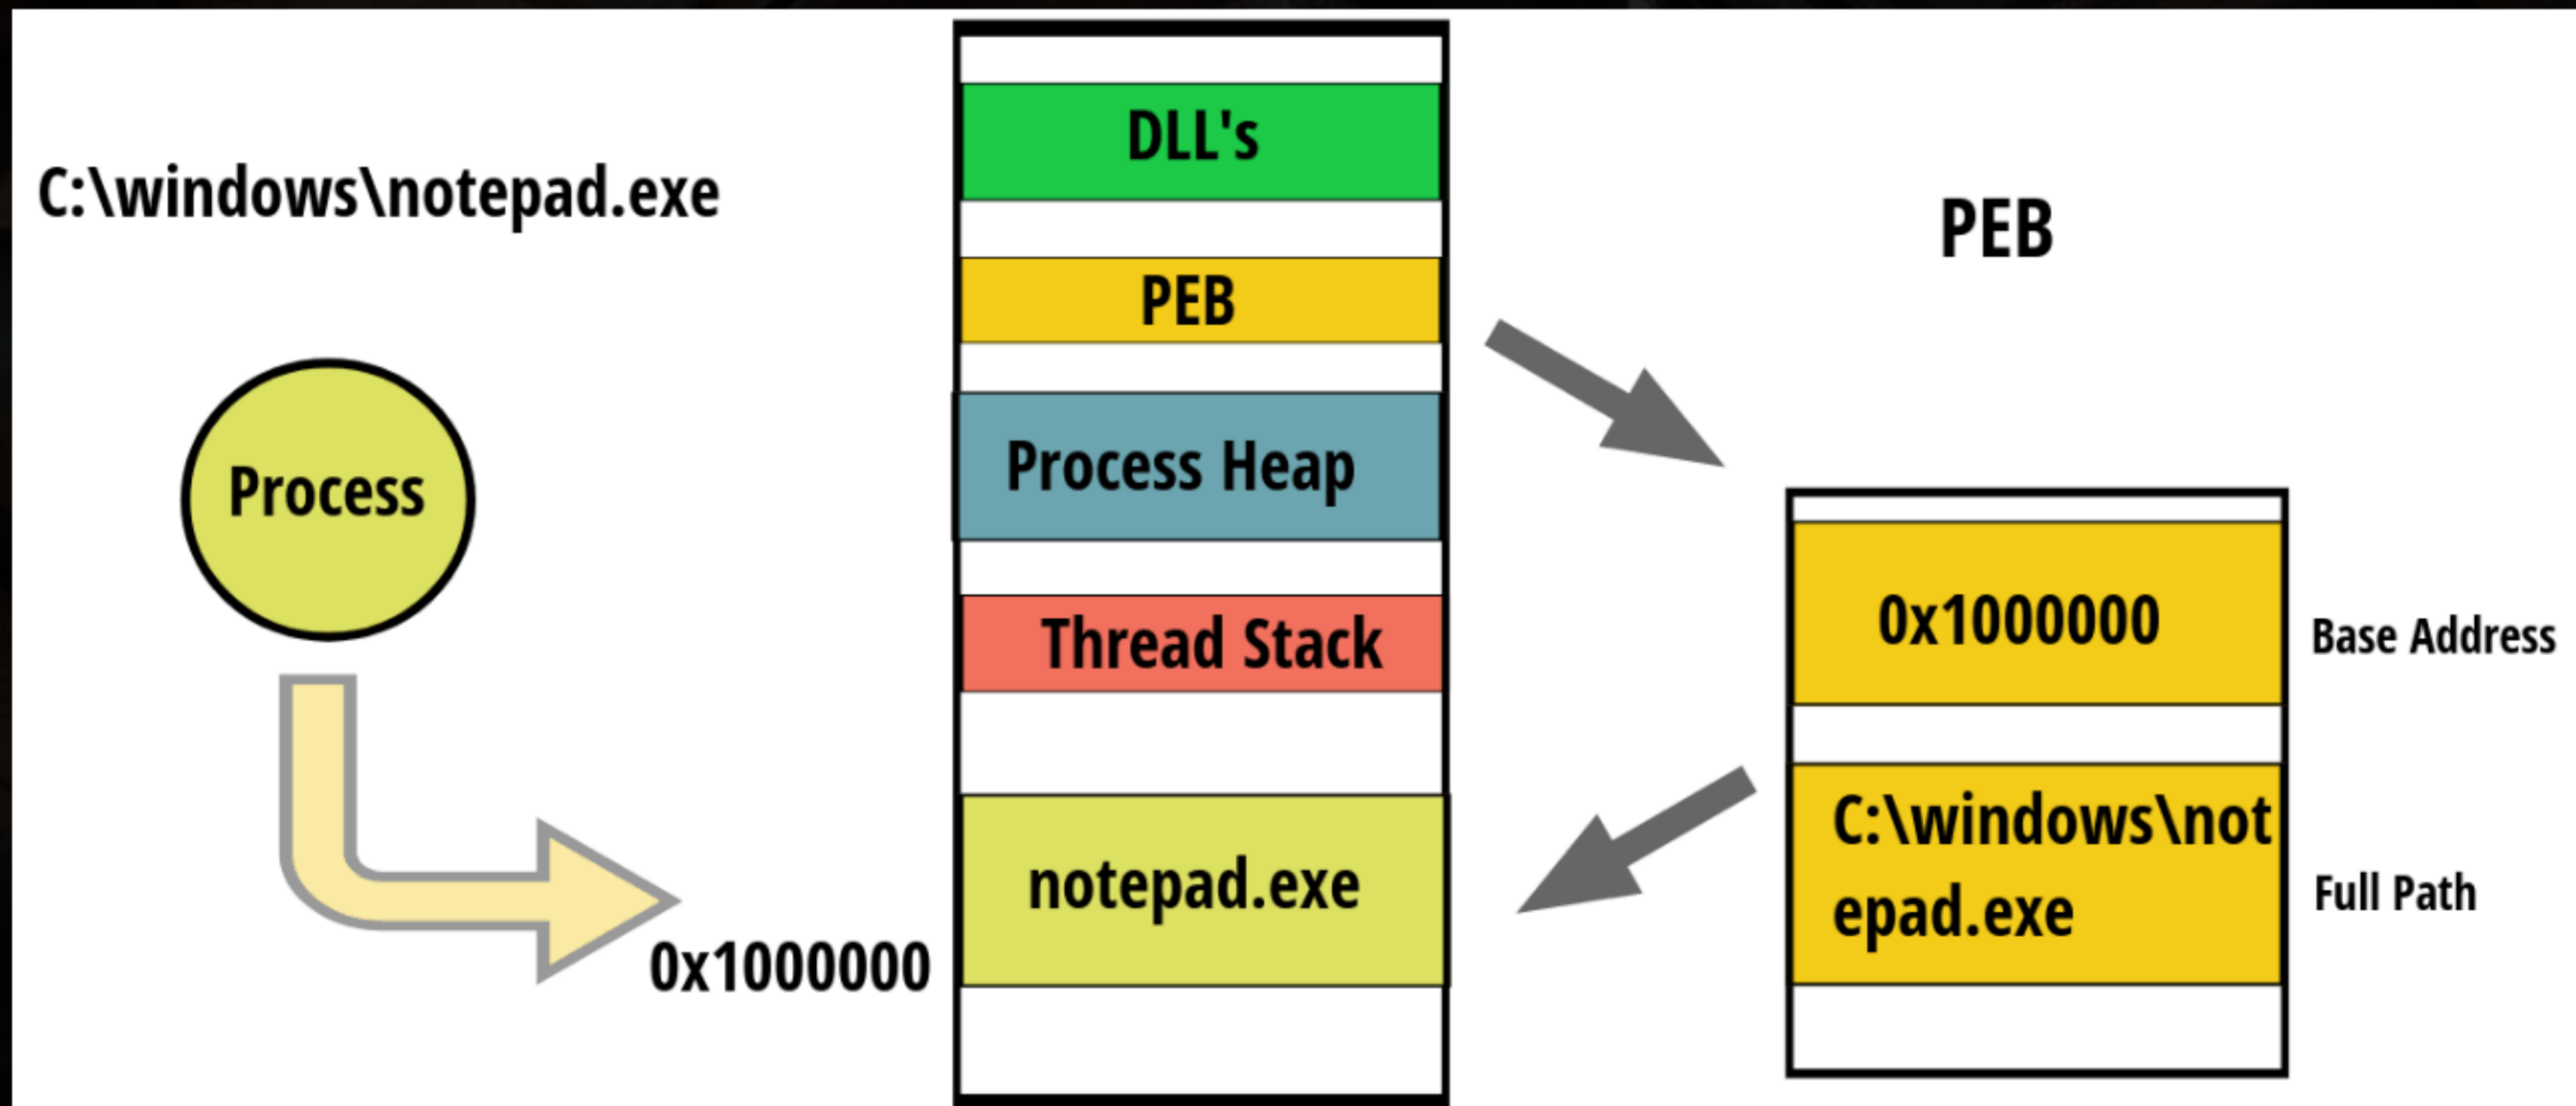 C:\windows\notepad.exe
Process
0x1000000
DLL's
PEB
Process Heap
Thread Stack
notepad.exe
PEB
0x1000000
Base Address
C:\windows\not
epad.exe
Full Path